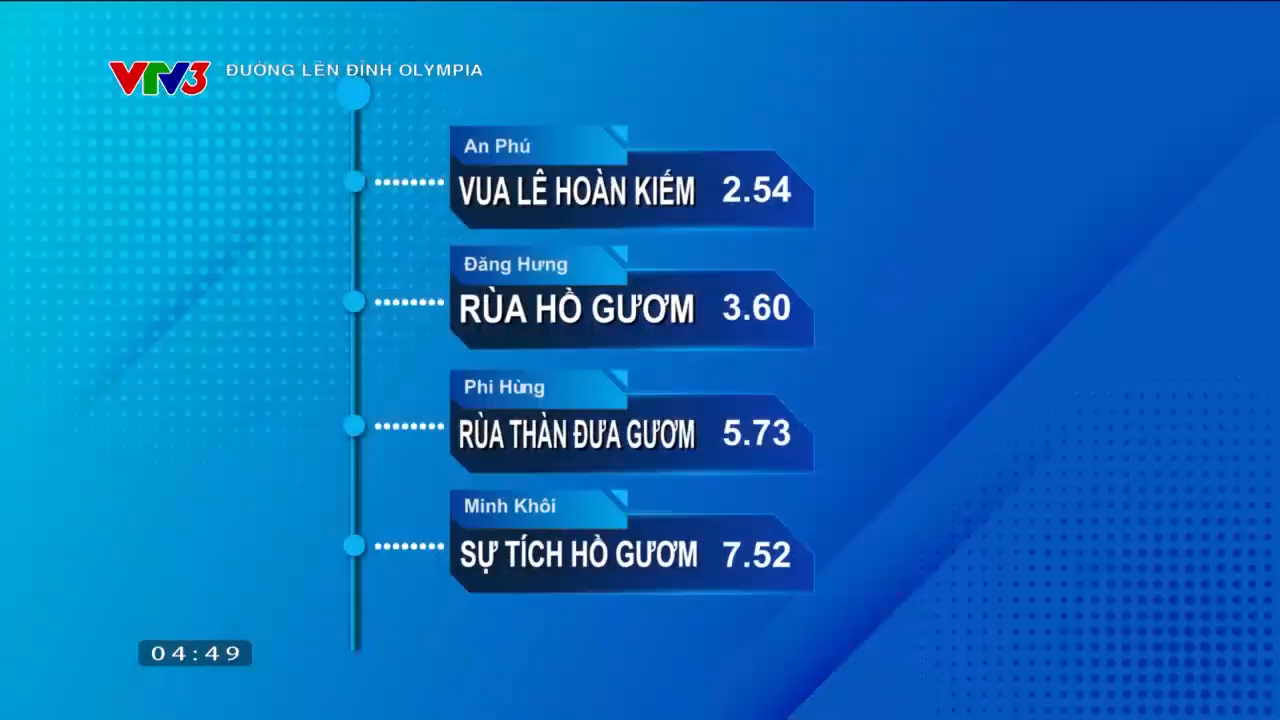 VTV3 ĐƯỜNG LÊN ĐỈNH OLYMPIA
An Phú
VUA LÊ HOÀN KIẾM 2.54
Đăng Hưng
RÙA HỒ GƯƠM 3.60
Phi Hùng
RÙA THẦN ĐƯA GƯƠM 5.73
Minh Khôi
SỰ TÍCH HỒ GƯƠM 7.52
04:49